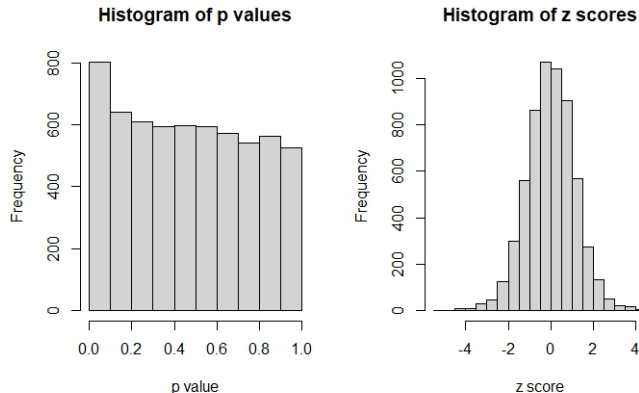 Histogram of p values
Frequency
0 200 400 600 800
0.0 0.2 0.4 0.6 0.8 1.0
p value
Histogram of z scores
Frequency
0 200 400 600 800 1000
-4 -2 0 2 4
z score